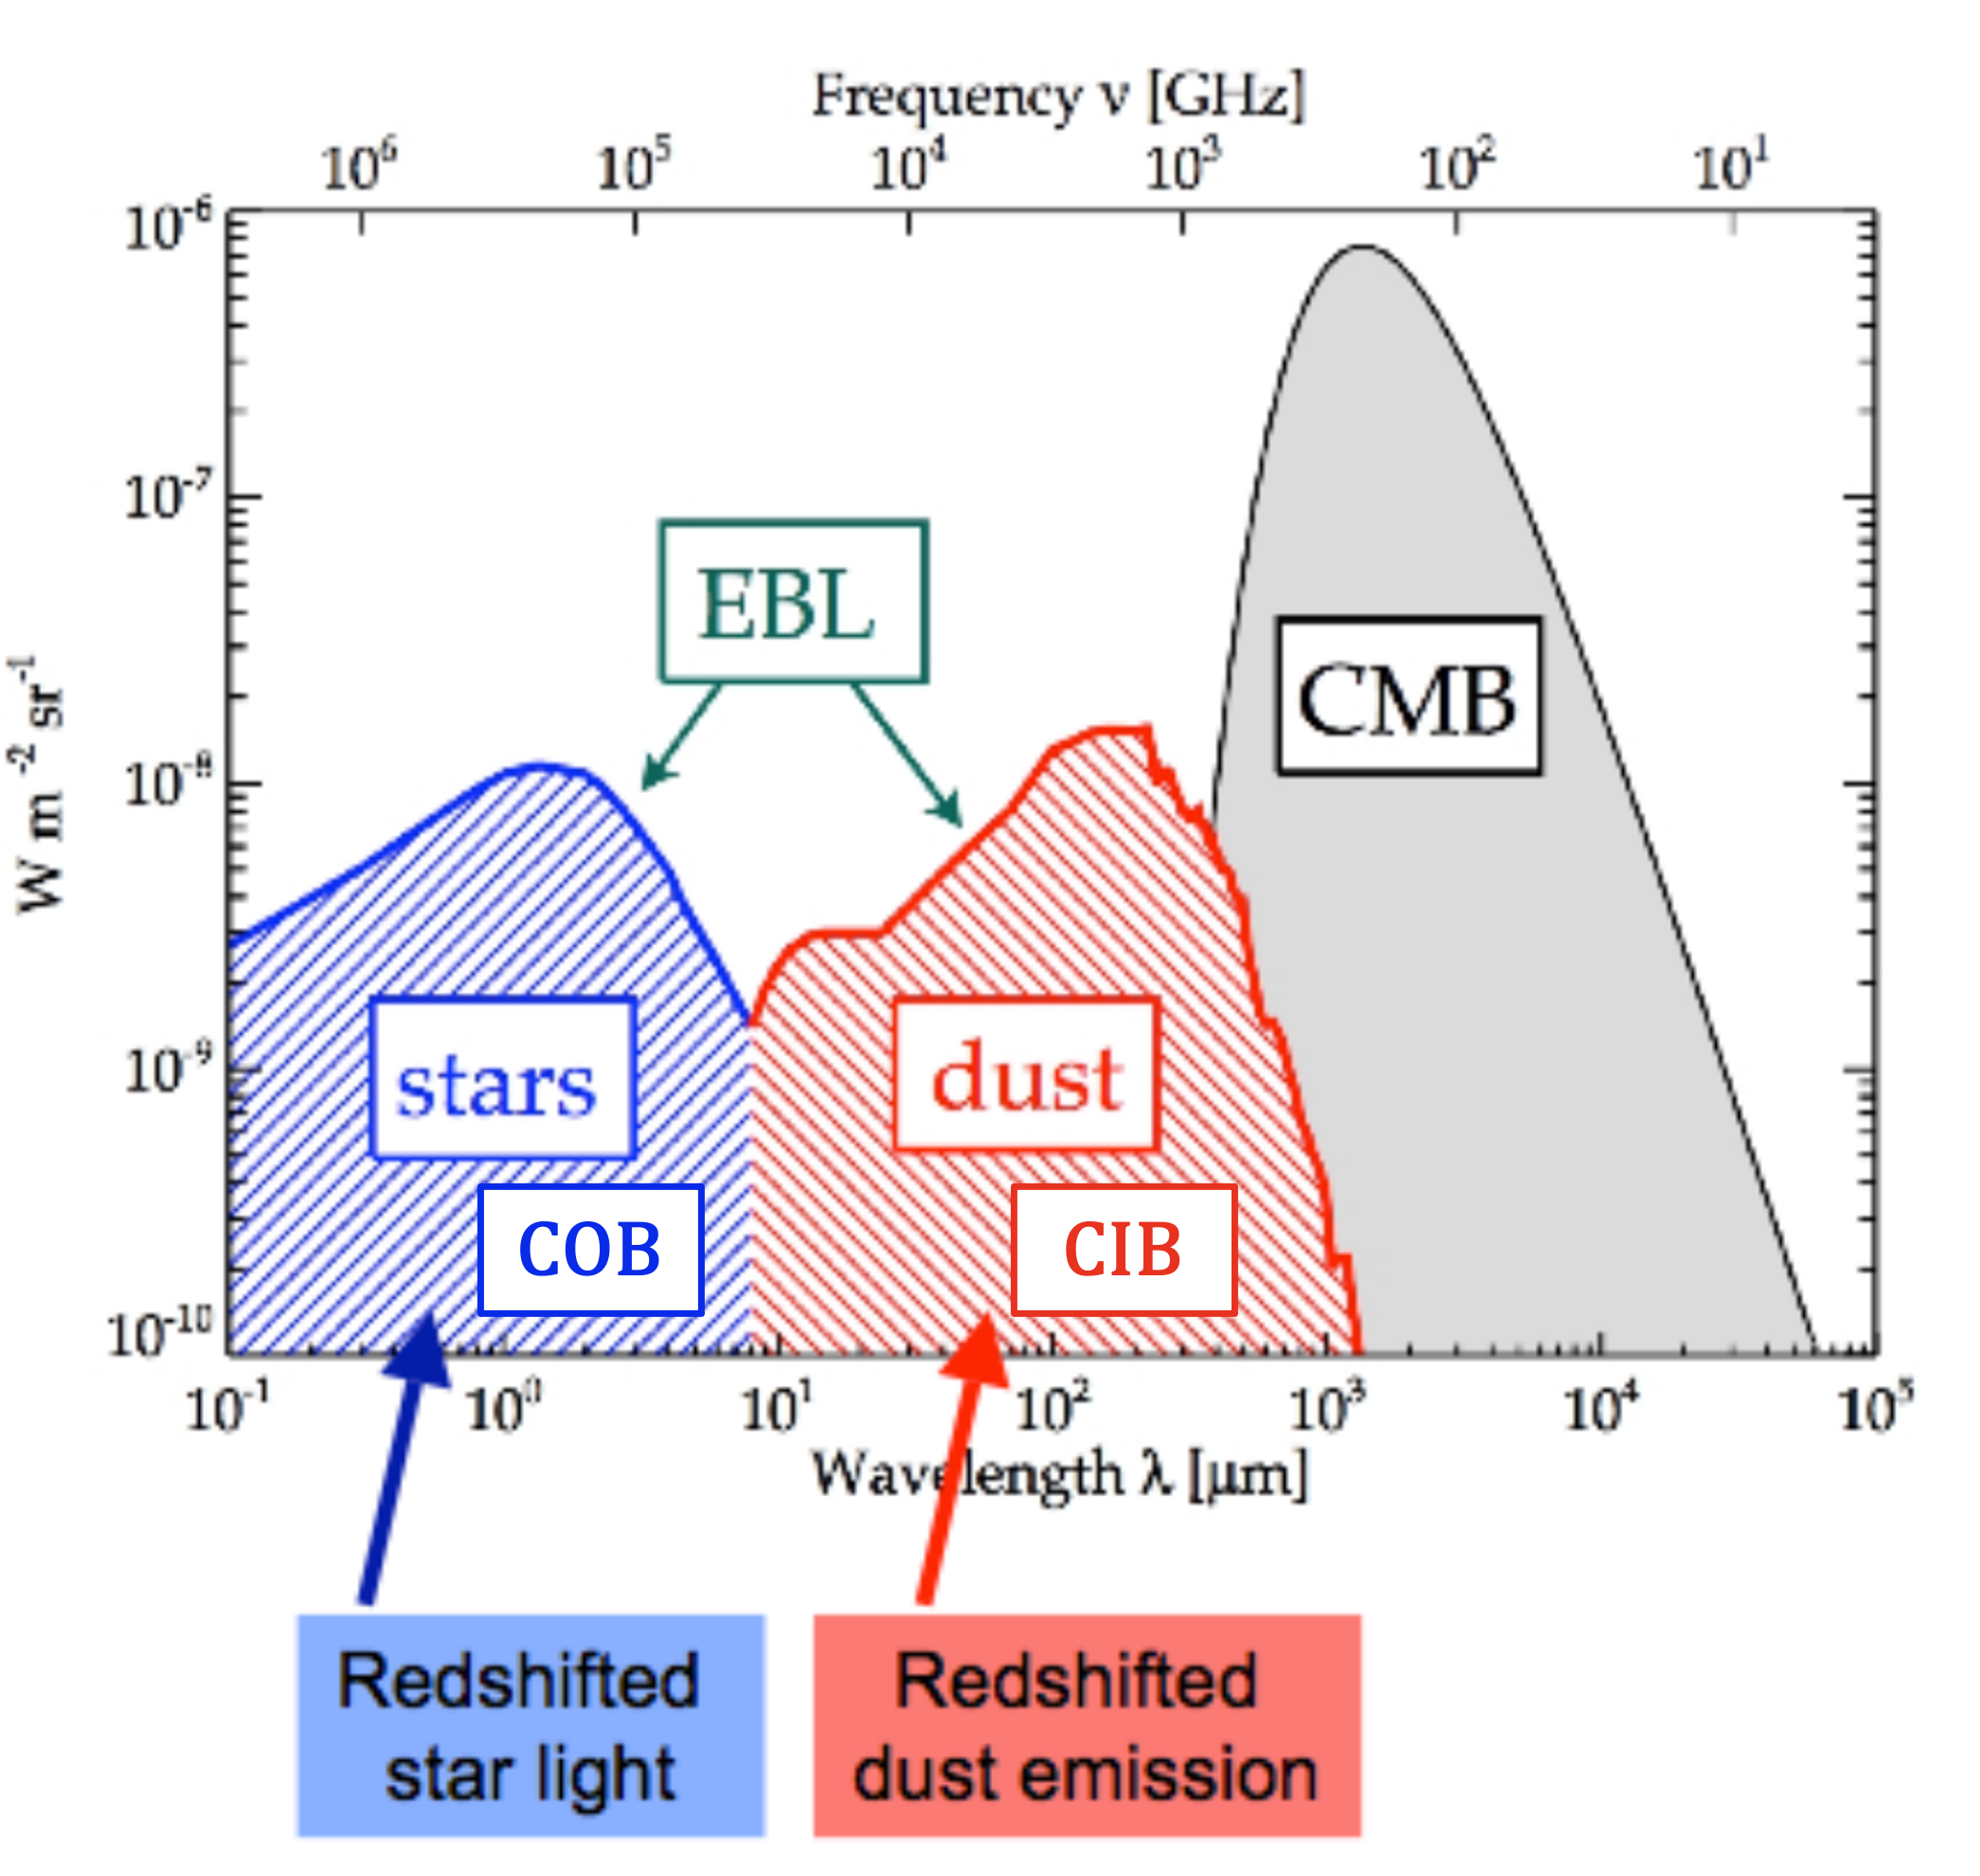 Frequency ν [GHz]
10⁶ 10⁵ 10⁴ 10³ 10² 10¹
10⁻⁶
10⁻⁷
10⁻⁸
10⁻⁹
10⁻¹⁰
W m⁻² sr⁻¹
EBL
CMB
stars
dust
COB
CIB
10⁻¹ 10⁰ 10¹ 10² 10³ 10⁴ 10⁵
Wavelength λ [μm]
Redshifted
star light
Redshifted
dust emission